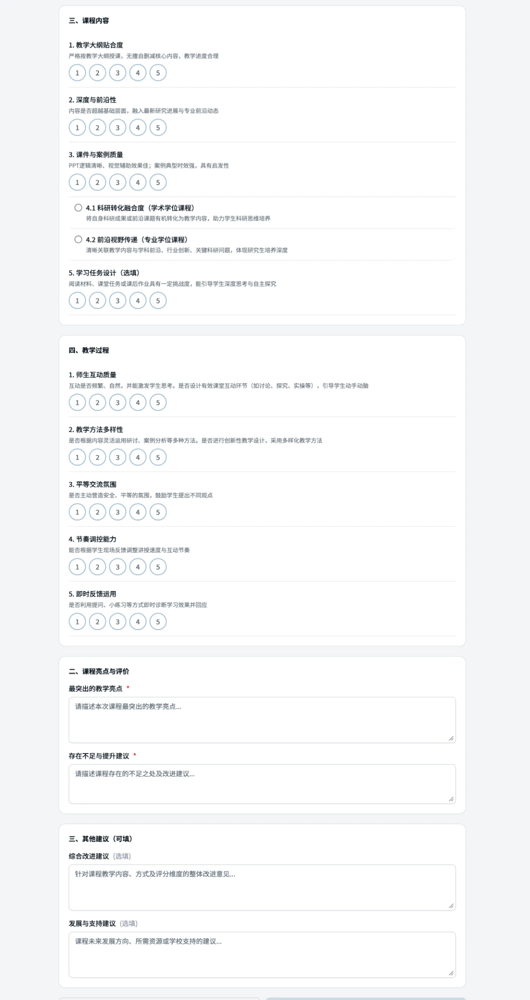 三、课程内容
1. 教学大纲贴合度
严格按教学大纲授课，无擅自删减核心内容，教学进度合理
1 2 3 4 5
2. 深度与前沿性
内容是否超越基础层面，融入最新研究进展与专业前沿动态
1 2 3 4 5
3. 课件与案例质量
PPT逻辑清晰、视觉辅助效果佳；案例典型时效强，具有启发性
1 2 3 4 5
4.1 科研转化融合度（学术学位课程）
将自身科研成果或前沿课题有机转化为教学内容，助力学生科研思维培养
4.2 前沿视野传递（专业学位课程）
清晰关联教学内容与学科前沿、行业创新、关键科研问题，体现研究生培养深度
5. 学习任务设计（选填）
阅读材料、课堂任务或课后作业具有一定挑战度，能引导学生深度思考与自主探究
1 2 3 4 5
四、教学过程
1. 师生互动质量
互动是否频繁、自然，并能激发学生思考。是否设计有效课堂互动环节（如讨论、探究、实操等），引导学生动手动脑
1 2 3 4 5
2. 教学方法多样性
是否根据内容灵活运用研讨、案例分析等多种方法。是否进行创新性教学设计，采用多样化教学方法
1 2 3 4 5
3. 平等交流氛围
是否主动营造安全、平等的氛围，鼓励学生提出不同观点
1 2 3 4 5
4. 节奏调控能力
能否根据学生现场反馈调整讲授速度与互动节奏
1 2 3 4 5
5. 即时反馈运用
是否利用提问、小练习等方式即时诊断学习效果并回应
1 2 3 4 5
二、课程亮点与评价
最突出的教学亮点 *
请描述本次课程最突出的教学亮点...
存在不足与提升建议 *
请描述课程存在的不足之处及改进建议...
三、其他建议（可填）
综合改进建议 (选填)
针对课程教学内容、方式及评分维度的整体改进意见...
发展与支持建议 (选填)
课程未来发展方向、所需资源或学校支持的建议...